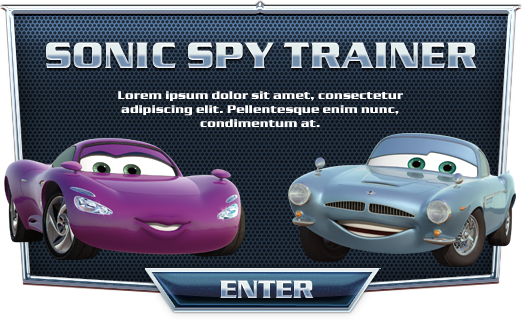 SONIC SPY TRAINER
Lorem ipsum dolor sit amet, consectetur
adipiscing elit. Pellentesque enim nunc,
condimentum at.
ENTER